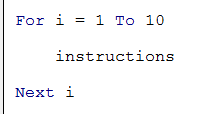 For i = 1 To 10
    instructions
Next i